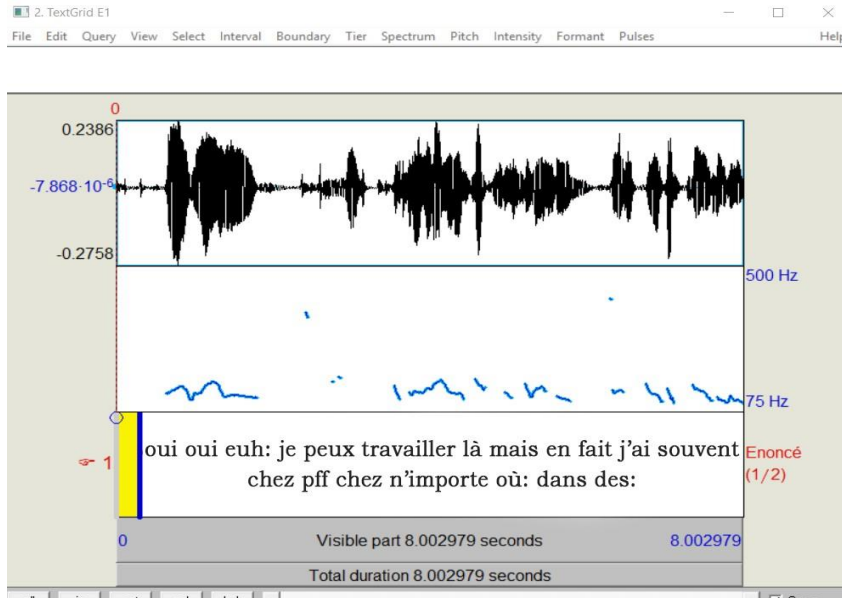 2. TextGrid E1
File Edit Query View Select Interval Boundary Tier Spectrum Pitch Intensity Formant Pulses Help
0
0.2386
-7.868·10-6
-0.2758
500 Hz
75 Hz
☞ 1
oui oui euh: je peux travailler là mais en fait j’ai souvent
chez pff chez n’importe où: dans des:
Enoncé
(1/2)
0 Visible part 8.002979 seconds 8.002979
Total duration 8.002979 seconds